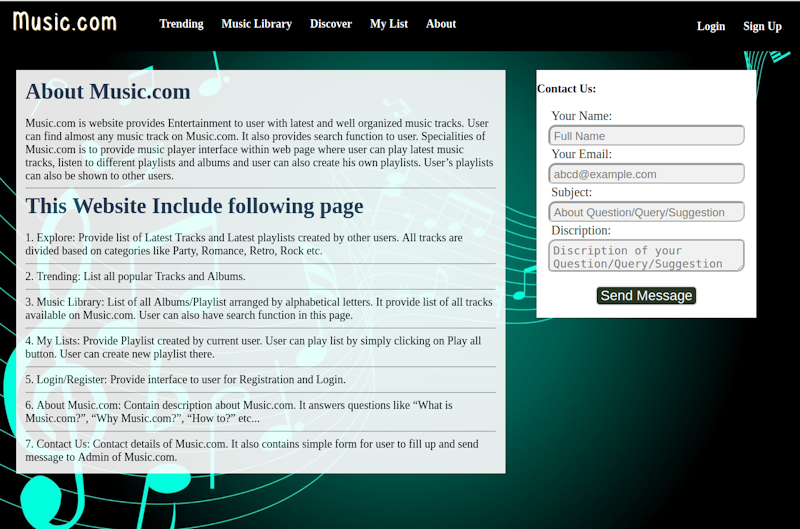 Music.com
Trending Music Library Discover My List About
Login Sign Up
About Music.com
Music.com is website provides Entertainment to user with latest and well organized music tracks. User
can find almost any music track on Music.com. It also provides search function to user. Specialities of
Music.com is to provide music player interface within web page where user can play latest music
tracks, listen to different playlists and albums and user can also create his own playlists. User’s playlists
can also be shown to other users.
This Website Include following page
1. Explore: Provide list of Latest Tracks and Latest playlists created by other users. All tracks are
divided based on categories like Party, Romance, Retro, Rock etc.
2. Trending: List all popular Tracks and Albums.
3. Music Library: List of all Albums/Playlist arranged by alphabetical letters. It provide list of all tracks
available on Music.com. User can also have search function in this page.
4. My Lists: Provide Playlist created by current user. User can play list by simply clicking on Play all
button. User can create new playlist there.
5. Login/Register: Provide interface to user for Registration and Login.
6. About Music.com: Contain description about Music.com. It answers questions like “What is
Music.com?”, “Why Music.com?”, “How to?” etc...
7. Contact Us: Contact details of Music.com. It also contains simple form for user to fill up and send
message to Admin of Music.com.
Contact Us:
Your Name:
Full Name
Your Email:
abcd@example.com
Subject:
About Question/Query/Suggestion
Discription:
Discription of your
Question/Query/Suggestion
Send Message